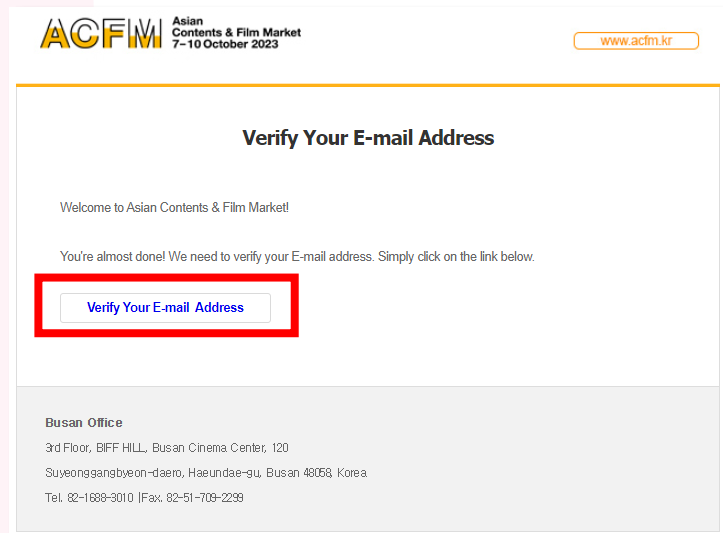 ACFM
Asian
Contents & Film Market
7–10 October 2023
www.acfm.kr
Verify Your E-mail Address
Welcome to Asian Contents & Film Market!
You're almost done! We need to verify your E-mail address. Simply click on the link below.
Verify Your E-mail Address
Busan Office
3rd Floor, BIFF HILL, Busan Cinema Center, 120
Suyeonggangbyeon-daero, Haeundae-gu, Busan 48058, Korea
Tel. 82-1688-3010 |Fax. 82-51-709-2299